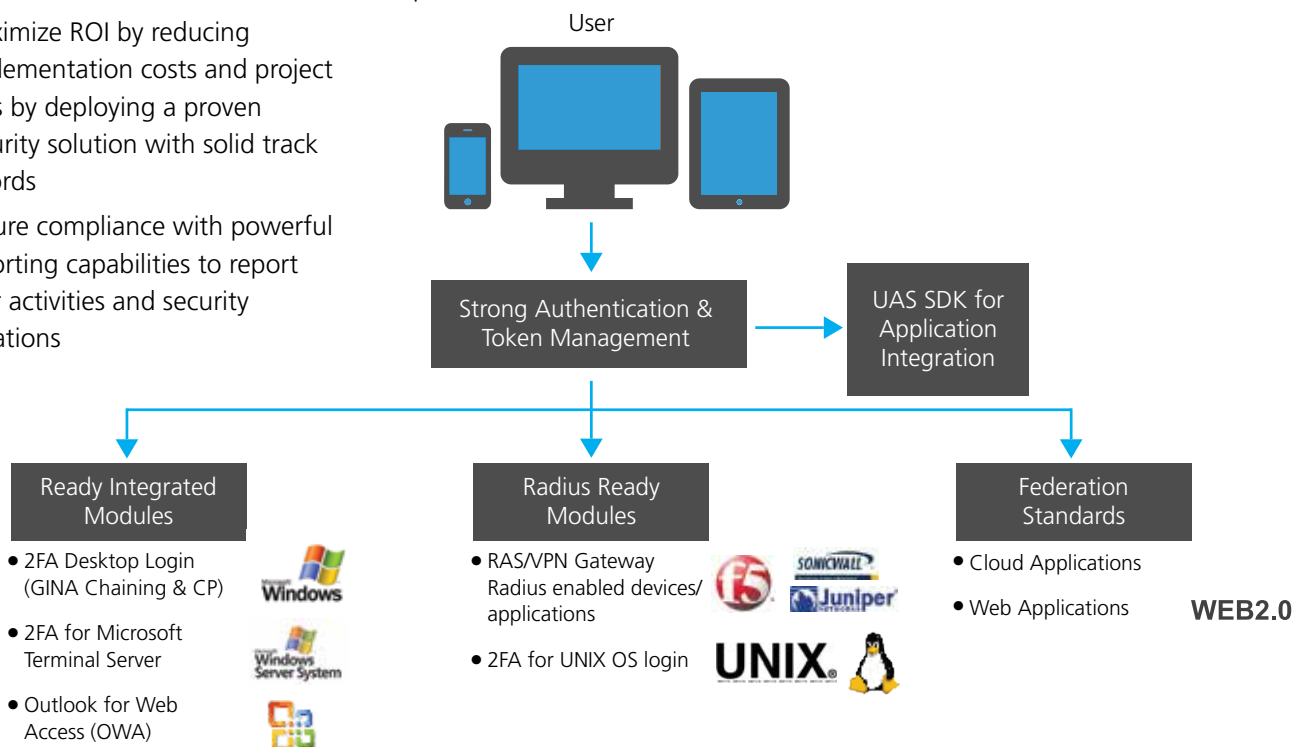 ximize ROI by reducing
lementation costs and project
s by deploying a proven
urity solution with solid track
ords
ure compliance with powerful
orting capabilities to report
activities and security
ations
User
Strong Authentication &
Token Management
UAS SDK for
Application
Integration
Ready Integrated
Modules
• 2FA Desktop Login
(GINA Chaining & CP)
Microsoft
Windows
• 2FA for Microsoft
Terminal Server
Microsoft
Windows
Server System
• Outlook for Web
Access (OWA)
Radius Ready
Modules
• RAS/VPN Gateway
Radius enabled devices/
applications
f5
SONICWALL
Juniper
NETWORKS
• 2FA for UNIX OS login
UNIX®
Federation
Standards
• Cloud Applications
• Web Applications
WEB2.0